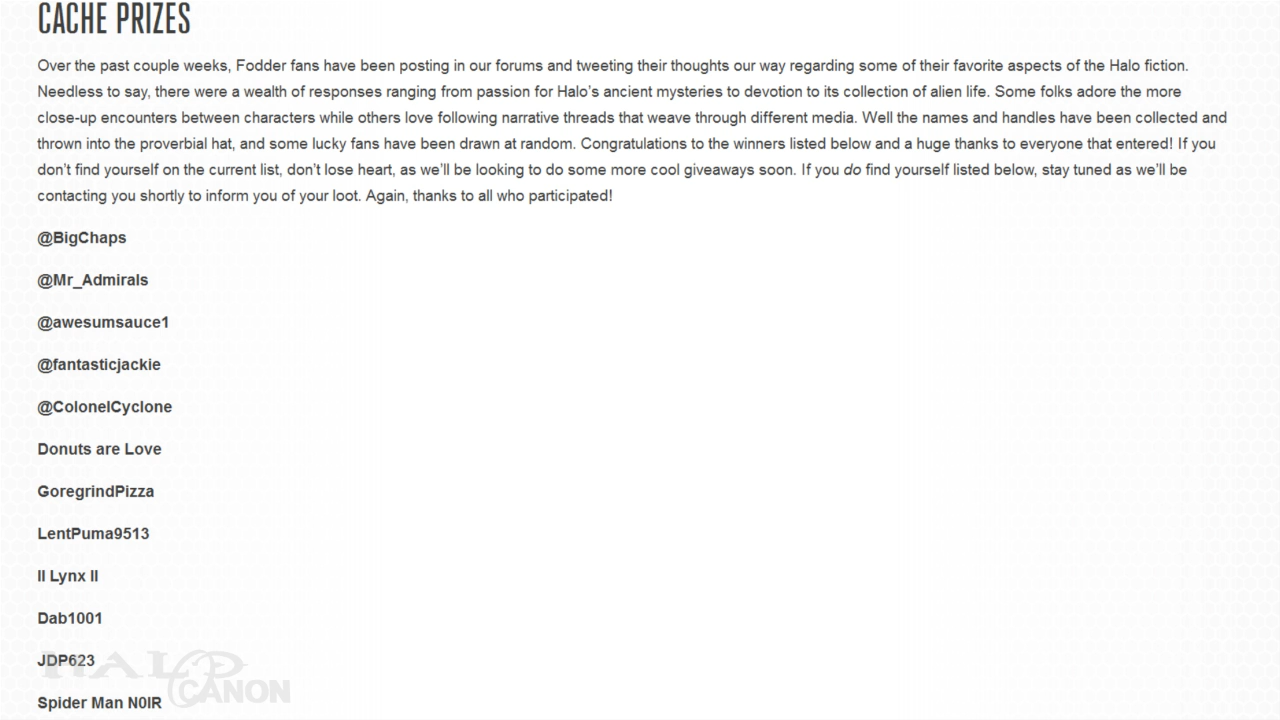 CACHE PRIZES
Over the past couple weeks, Fodder fans have been posting in our forums and tweeting their thoughts our way regarding some of their favorite aspects of the Halo fiction.
Needless to say, there were a wealth of responses ranging from passion for Halo’s ancient mysteries to devotion to its collection of alien life. Some folks adore the more
close-up encounters between characters while others love following narrative threads that weave through different media. Well the names and handles have been collected and
thrown into the proverbial hat, and some lucky fans have been drawn at random. Congratulations to the winners listed below and a huge thanks to everyone that entered! If you
don’t find yourself on the current list, don’t lose heart, as we’ll be looking to do some more cool giveaways soon. If you do find yourself listed below, stay tuned as we’ll be
contacting you shortly to inform you of your loot. Again, thanks to all who participated!
@BigChaps
@Mr_Admirals
@awesumsauce1
@fantasticjackie
@ColonelCyclone
Donuts are Love
GoregrindPizza
LentPuma9513
II Lynx II
Dab1001
JDP623
Spider Man N0IR
HALO
CANON